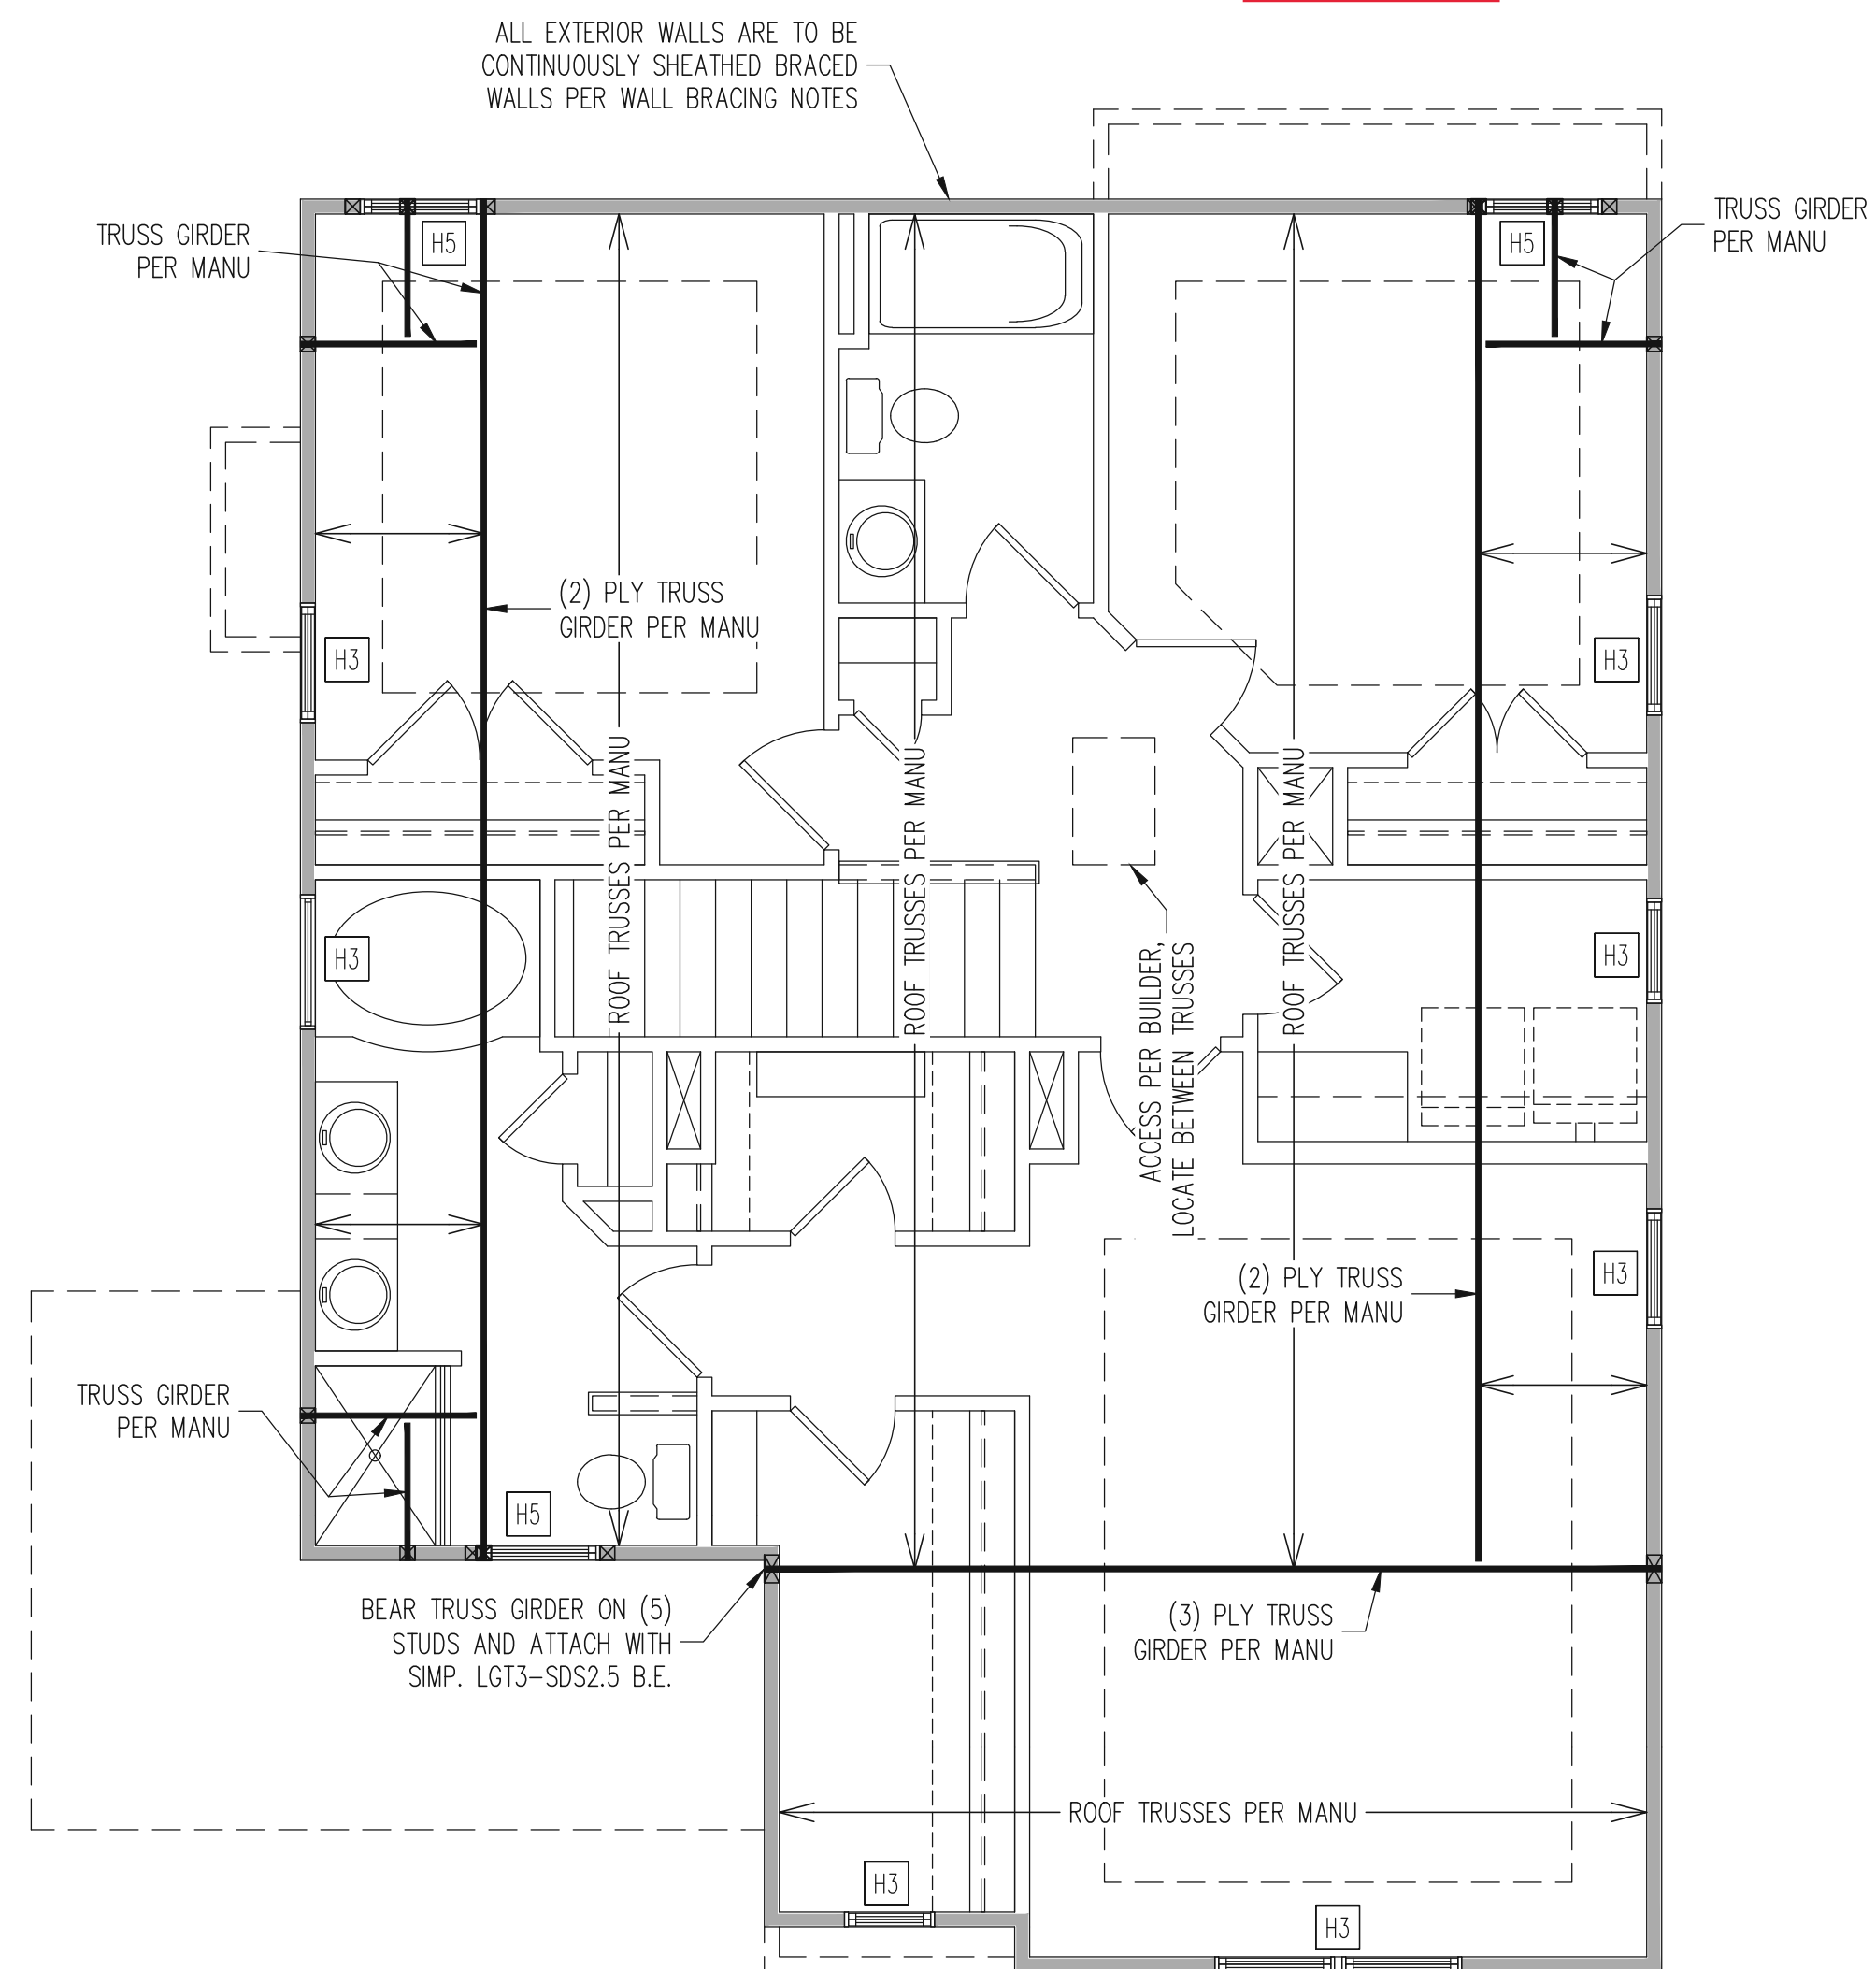 ALL EXTERIOR WALLS ARE TO BE
CONTINUOUSLY SHEATHED BRACED
WALLS PER WALL BRACING NOTES
TRUSS GIRDER
PER MANU
H5
H5
TRUSS GIRDER
PER MANU
(2) PLY TRUSS
GIRDER PER MANU
H3
H3
ROOF TRUSSES PER MANU
ROOF TRUSSES PER MANU
ROOF TRUSSES PER MANU
H3
H3
ACCESS PER BUILDER,
LOCATE BETWEEN TRUSSES
(2) PLY TRUSS
GIRDER PER MANU
H3
TRUSS GIRDER
PER MANU
H5
BEAR TRUSS GIRDER ON (5)
STUDS AND ATTACH WITH
SIMP. LGT3-SDS2.5 B.E.
(3) PLY TRUSS
GIRDER PER MANU
ROOF TRUSSES PER MANU
H3
H3